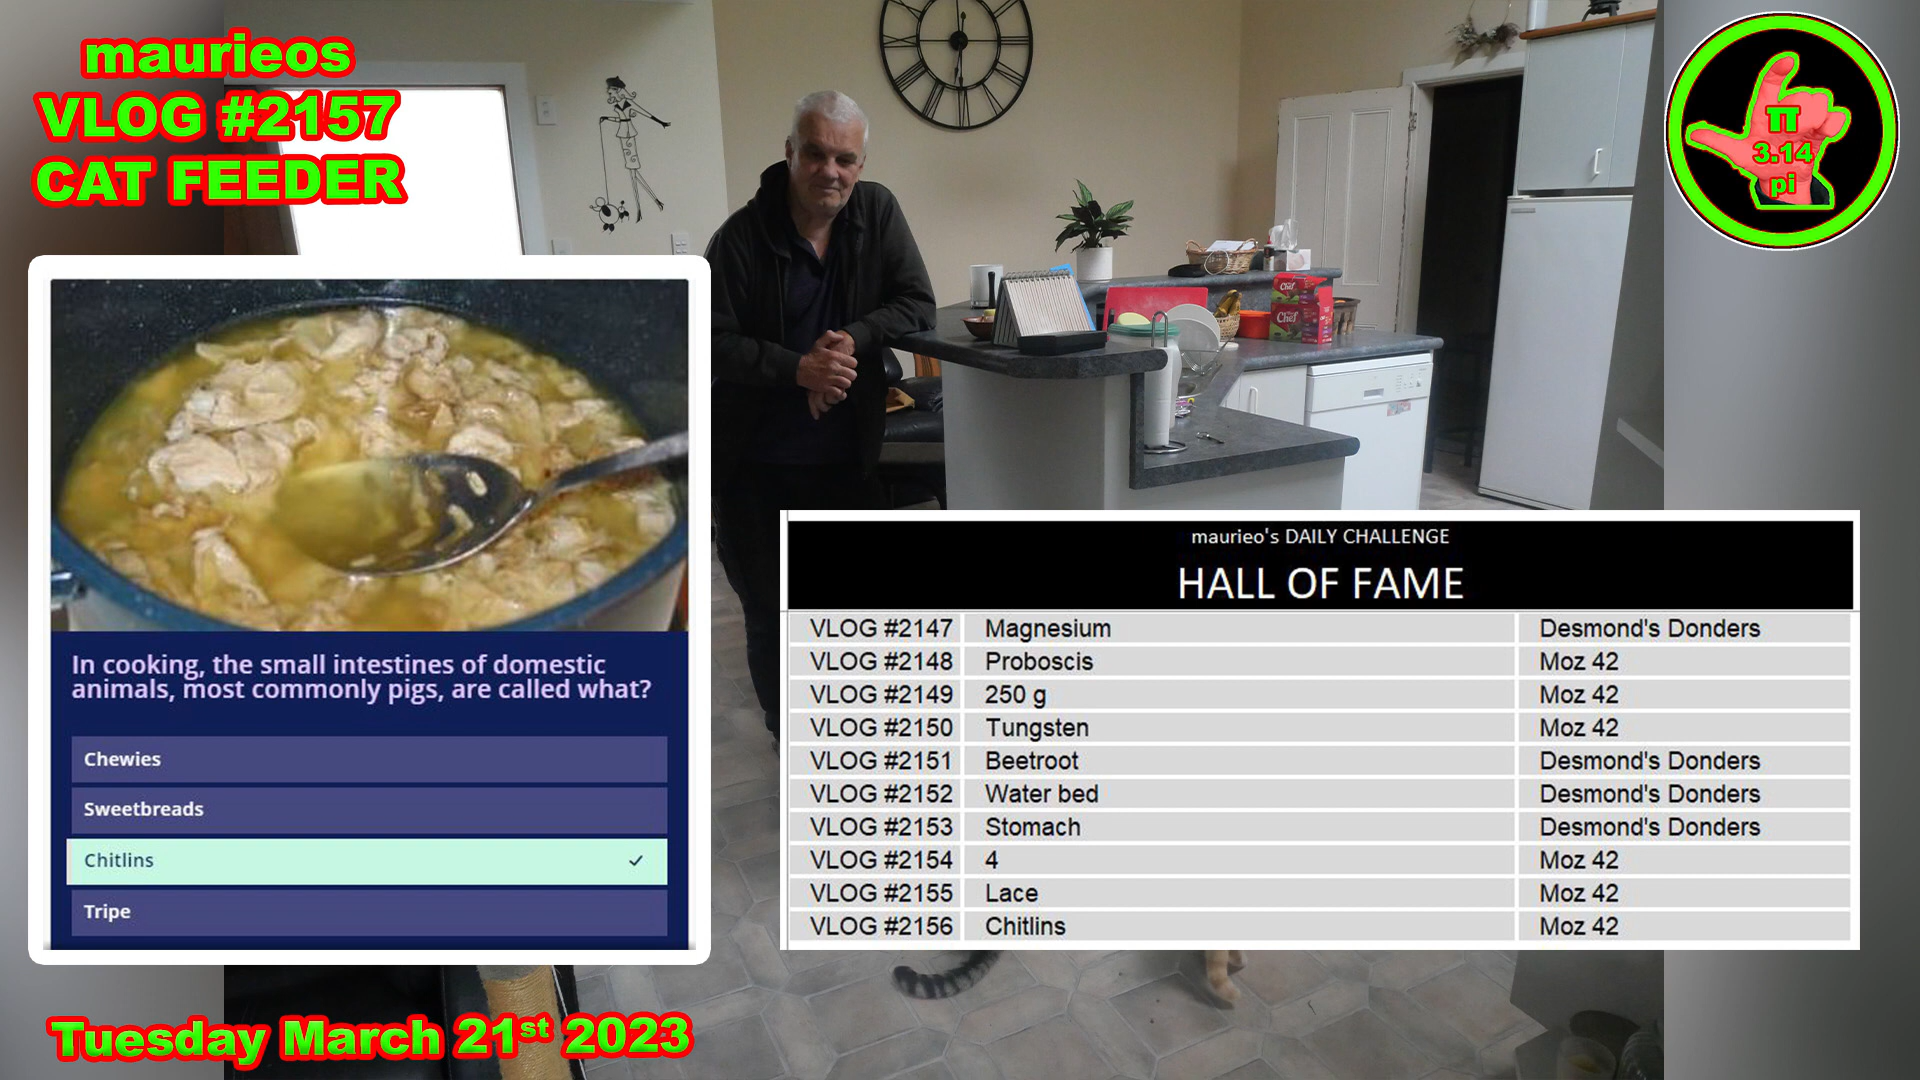 maurieos
VLOG #2157
CAT FEEDER
π
3.14
pi
Chef
Chef
In cooking, the small intestines of domestic
animals, most commonly pigs, are called what?
Chewies
Sweetbreads
Chitlins
Tripe
maurieo's DAILY CHALLENGE
HALL OF FAME
VLOG #2147 Magnesium Desmond's Donders
VLOG #2148 Proboscis Moz 42
VLOG #2149 250 g Moz 42
VLOG #2150 Tungsten Moz 42
VLOG #2151 Beetroot Desmond's Donders
VLOG #2152 Water bed Desmond's Donders
VLOG #2153 Stomach Desmond's Donders
VLOG #2154 4 Moz 42
VLOG #2155 Lace Moz 42
VLOG #2156 Chitlins Moz 42
Tuesday March 21st 2023